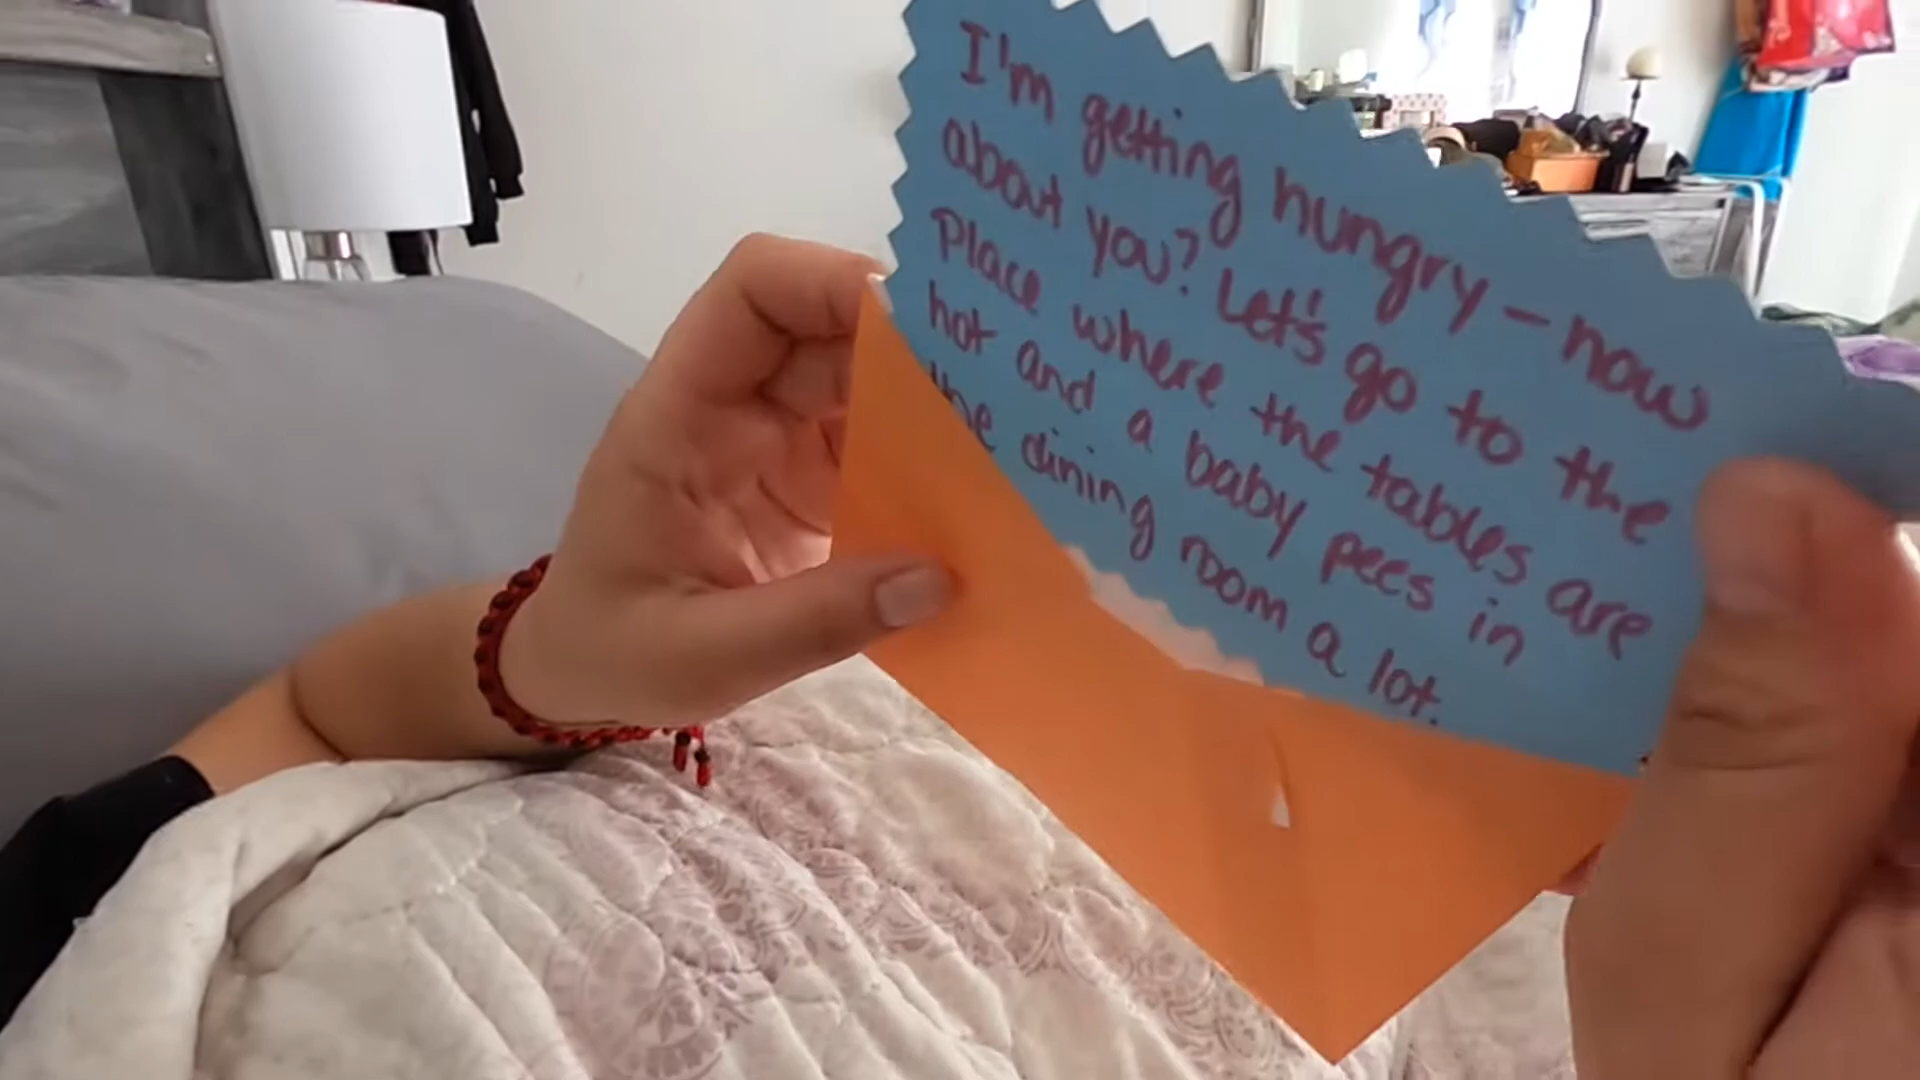 I'm getting hungry - now
about you? Let's go to the
Place where the tables are
hot and a baby pees in
the dining room a lot.